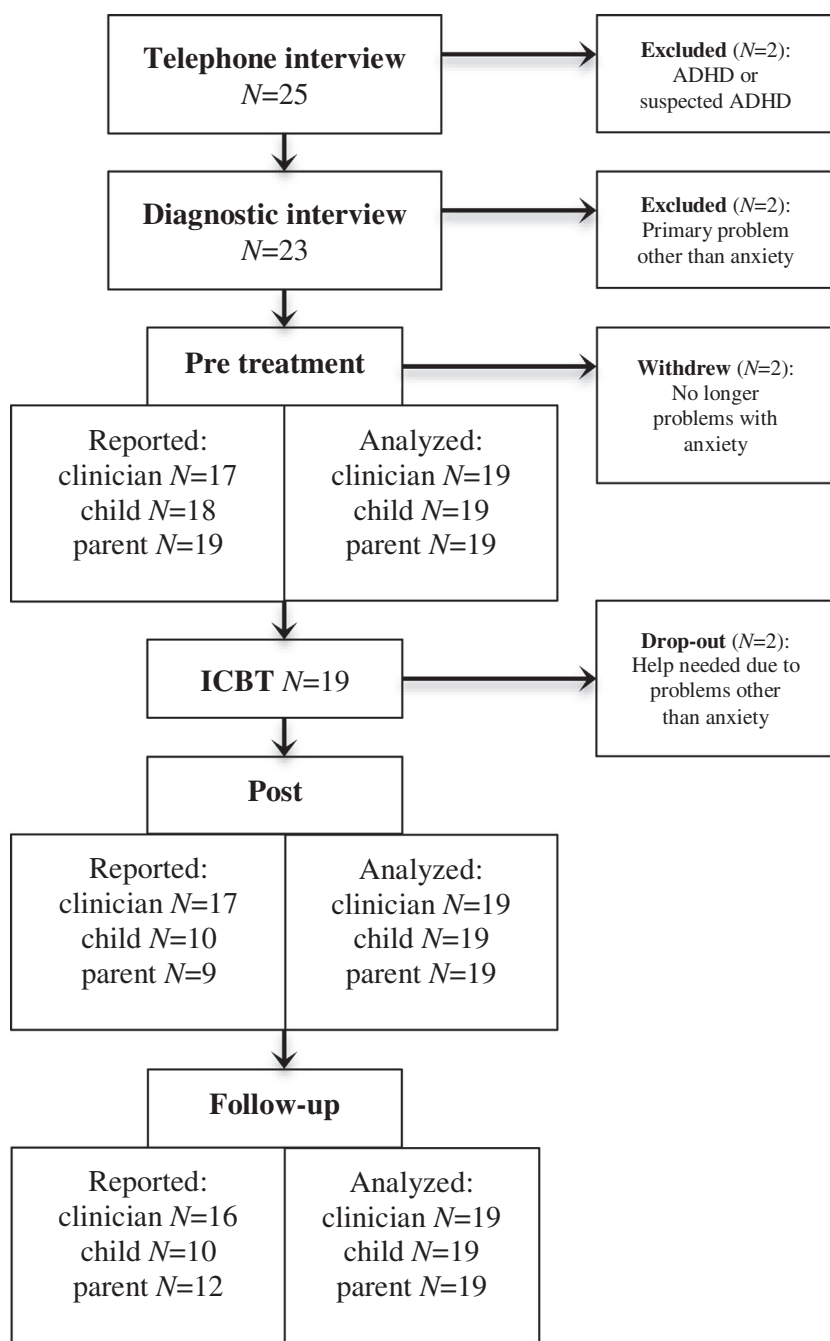 Telephone interview
N=25
Excluded (N=2):
ADHD or
suspected ADHD
Diagnostic interview
N=23
Excluded (N=2):
Primary problem
other than anxiety
Pre treatment
Withdrew (N=2):
No longer
problems with
anxiety
Reported:
clinician N=17
child N=18
parent N=19
Analyzed:
clinician N=19
child N=19
parent N=19
ICBT N=19
Drop-out (N=2):
Help needed due to
problems other
than anxiety
Post
Reported:
clinician N=17
child N=10
parent N=9
Analyzed:
clinician N=19
child N=19
parent N=19
Follow-up
Reported:
clinician N=16
child N=10
parent N=12
Analyzed:
clinician N=19
child N=19
parent N=19